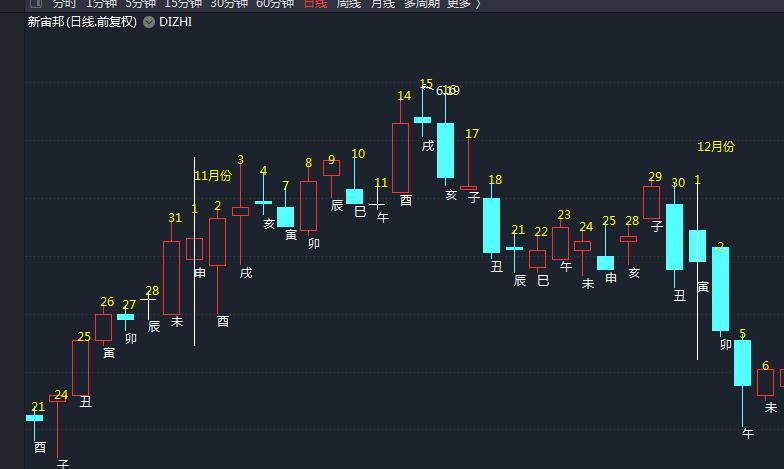 分时 1分钟 5分钟 15分钟 30分钟 60分钟 日线 周线 月线 多周期 更多 〉
新宙邦(日线.前复权) DIZHI
15
6.19
16
14
戌
17
12月份
3
8
9
10
4
11月份
7
11
18
29
30
1
1
2
31
辰
巳
午
酉
亥
子
亥
寅
卯
21
22
23
24
25
28
子
2
申
戌
丑
辰
巳
午
未
申
亥
丑
寅
26
27
28
未
酉
卯
辰
25
寅
卯
5
21
24
丑
6
酉
子
午
未